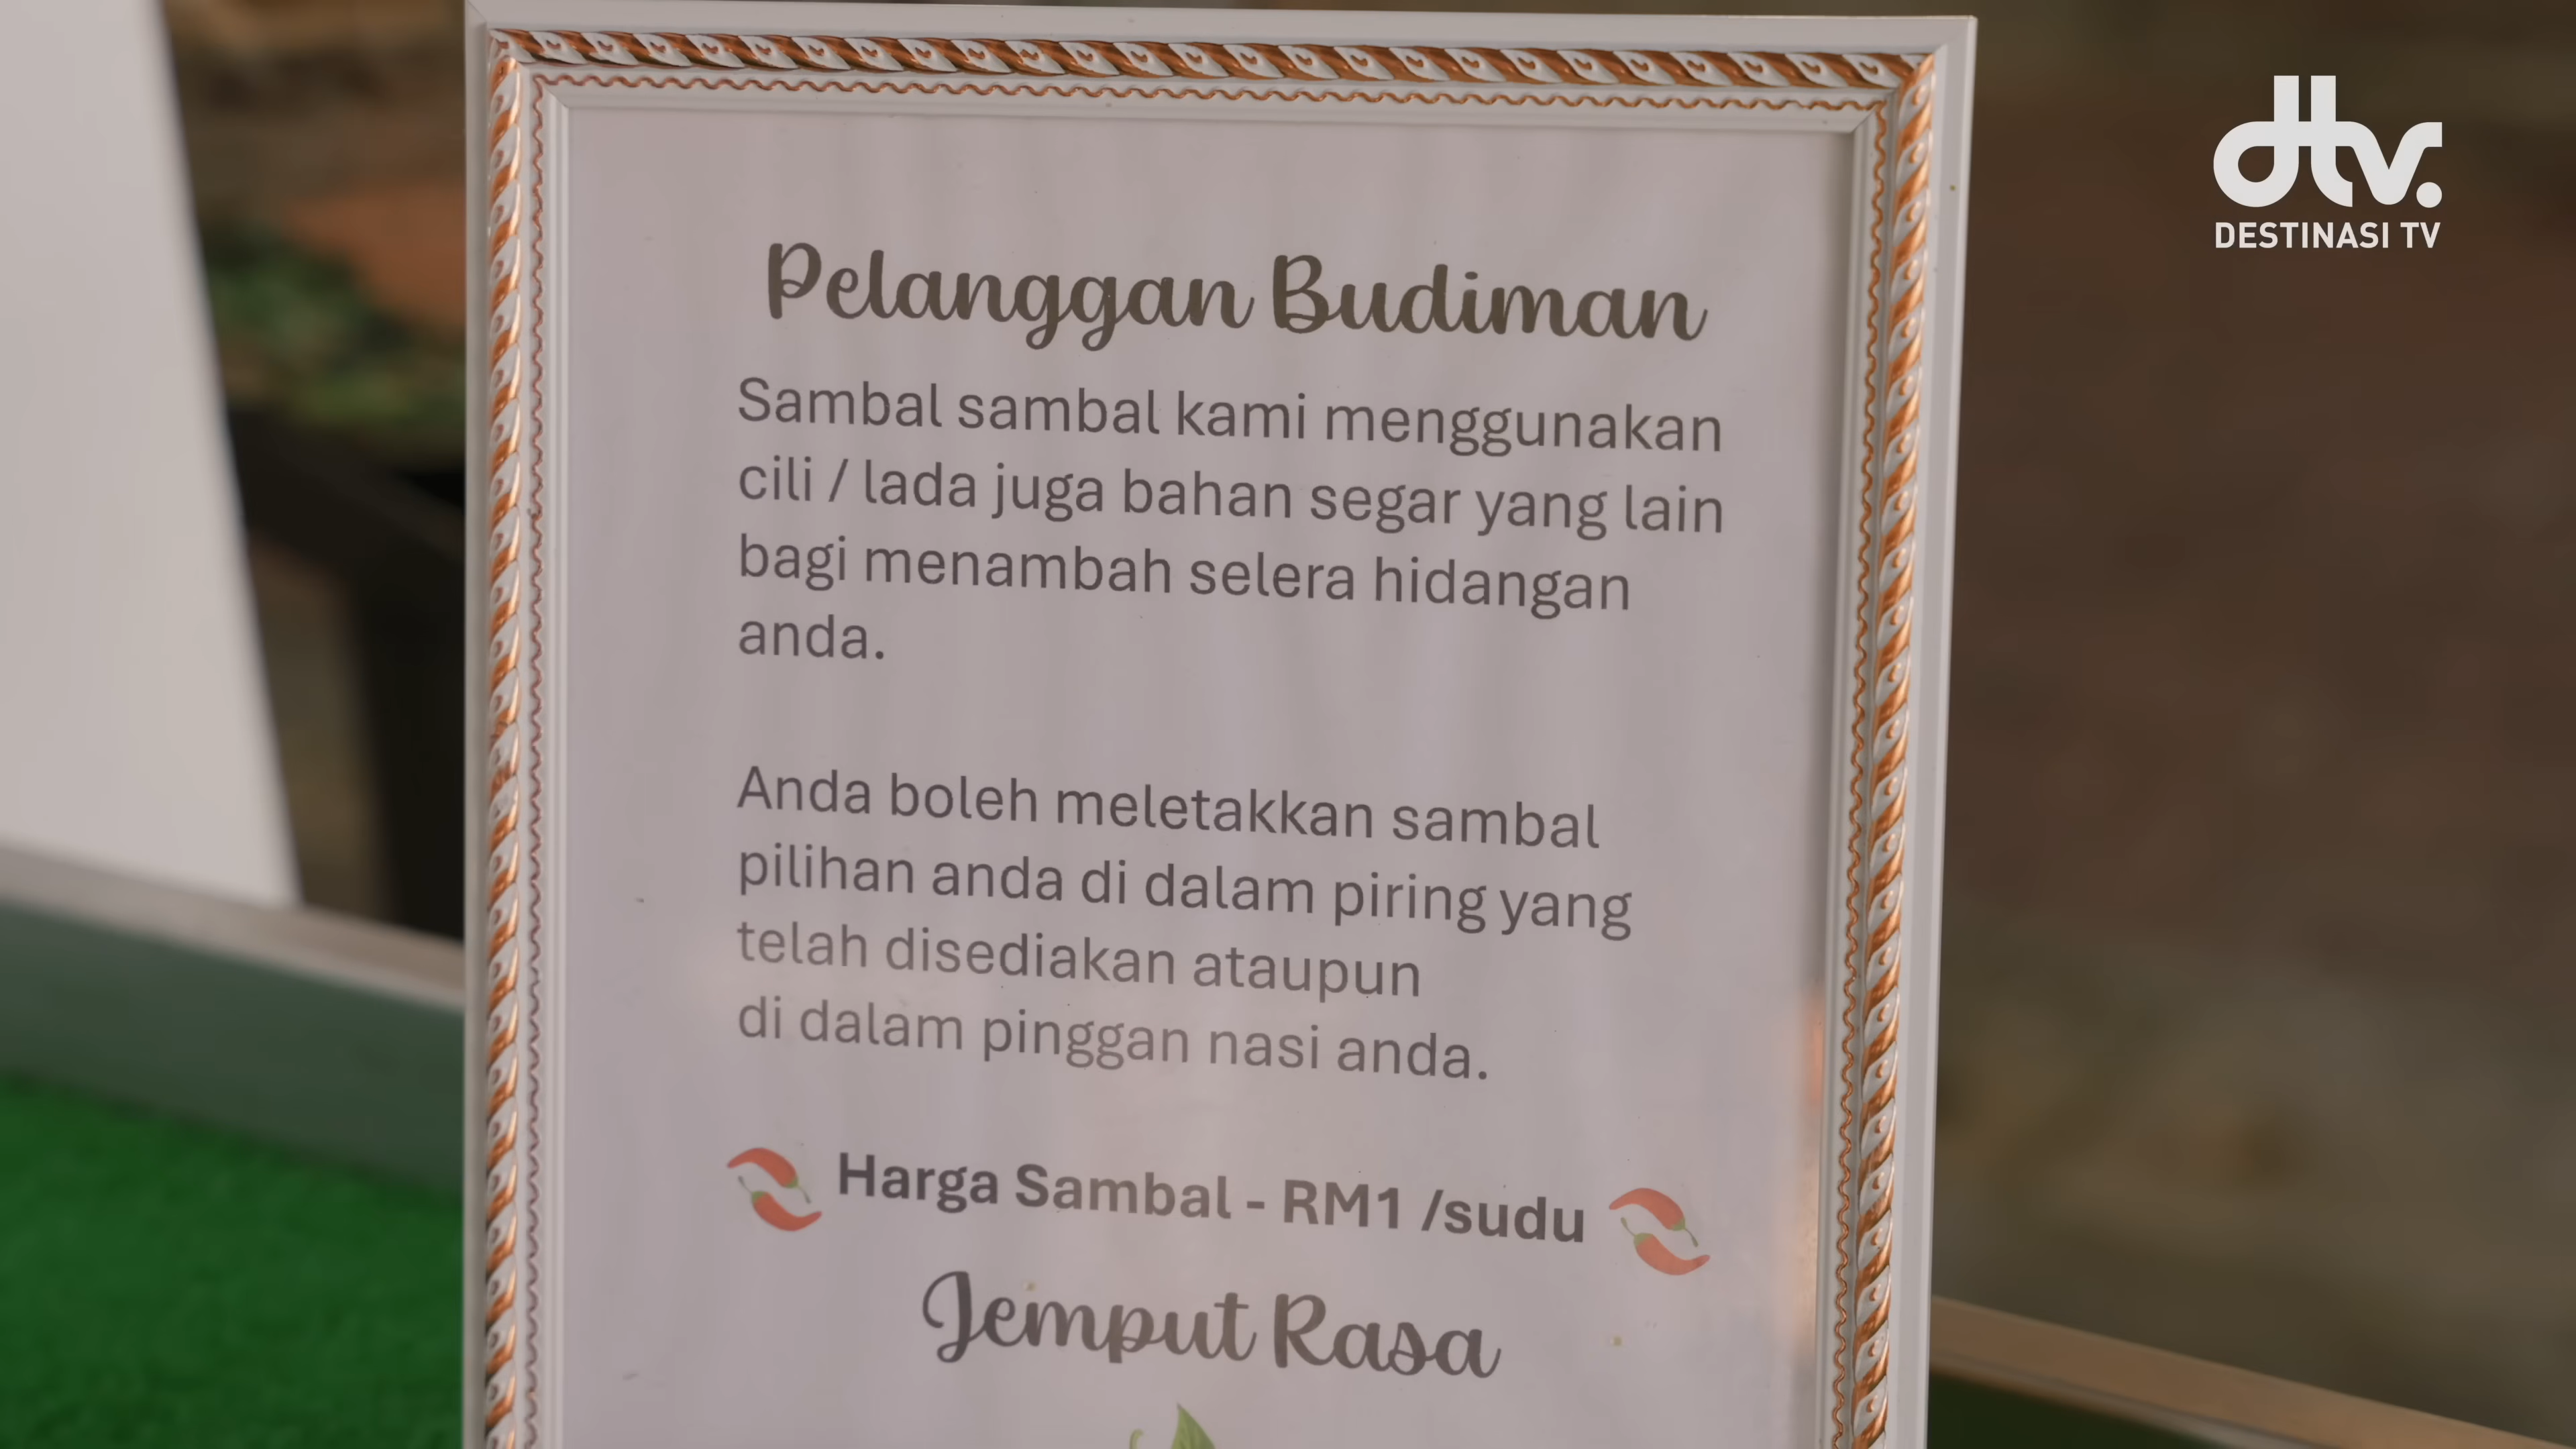 dtv.
DESTINASI TV
Pelanggan Budiman
Sambal sambal kami menggunakan
cili / lada juga bahan segar yang lain
bagi menambah selera hidangan
anda.
Anda boleh meletakkan sambal
pilihan anda di dalam piring yang
telah disediakan ataupun
di dalam pinggan nasi anda.
Harga Sambal - RM1 /sudu
Jemput Rasa